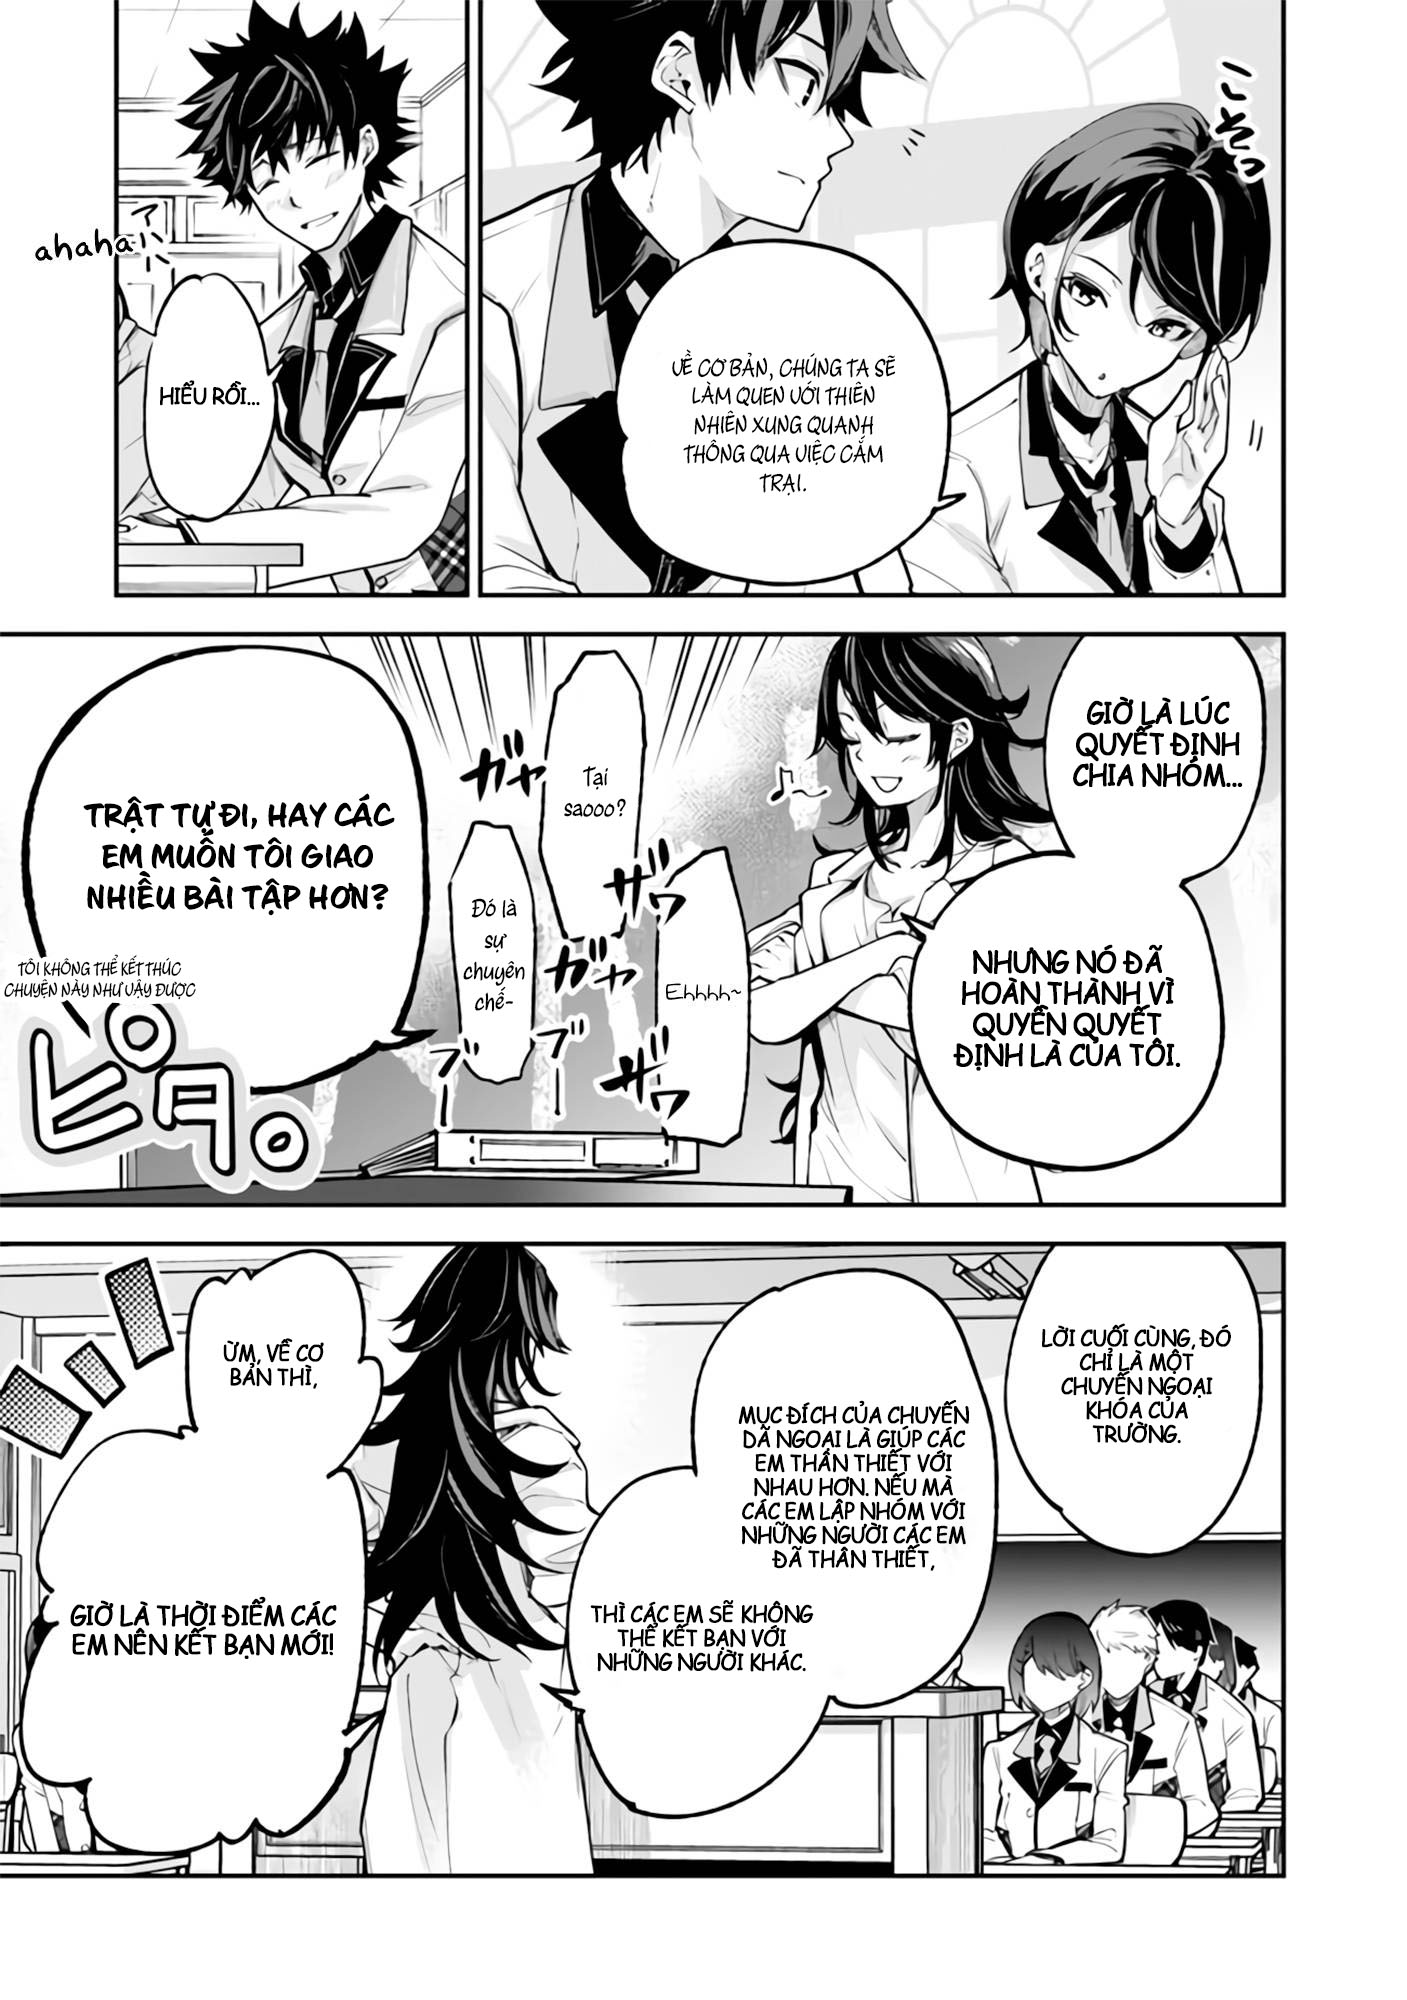 こそっ
VỀ CƠ BẢN, CHÚNG TA SẼ
LÀM QUEN VỚI THIÊN
NHIÊN XUNG QUANH
THÔNG QUA VIỆC CẮM
TRẠI.
アハハ
ahaha
HIỂU RỒI...
GIỜ LÀ LÚC
QUYẾT ĐỊNH
CHIA NHÓM...
NHƯNG NÓ ĐÃ
HOÀN THÀNH VÌ
QUYỀN QUYẾT
ĐỊNH LÀ CỦA TÔI.
Ehhhh~
ザワ
ザワ
Tại
saooo?
ガヤ
ガヤ
Đó là
sự
chuyên
chế-
ブー
ブー
TRẬT TỰ ĐI, HAY CÁC
EM MUỐN TÔI GIAO
NHIỀU BÀI TẬP HƠN?
TÔI KHÔNG THỂ KẾT THÚC
CHUYỆN NÀY NHƯ VẬY ĐƯỢC
ピタ。
LỜI CUỐI CÙNG, ĐÓ
CHỈ LÀ MỘT
CHUYẾN NGOẠI
KHÓA CỦA
TRƯỜNG.
MỤC ĐÍCH CỦA CHUYẾN
DÃ NGOẠI LÀ GIÚP CÁC
EM THÂN THIẾT VỚI
NHAU HƠN. NẾU MÀ
CÁC EM LẬP NHÓM VỚI
NHỮNG NGƯỜI CÁC EM
ĐÃ THÂN THIẾT,
THÌ CÁC EM SẼ KHÔNG
THỂ KẾT BẠN VỚI
NHỮNG NGƯỜI KHÁC.
ỪM, VỀ CƠ
BẢN THÌ,
GIỜ LÀ THỜI ĐIỂM CÁC
EM NÊN KẾT BẠN MỚI!